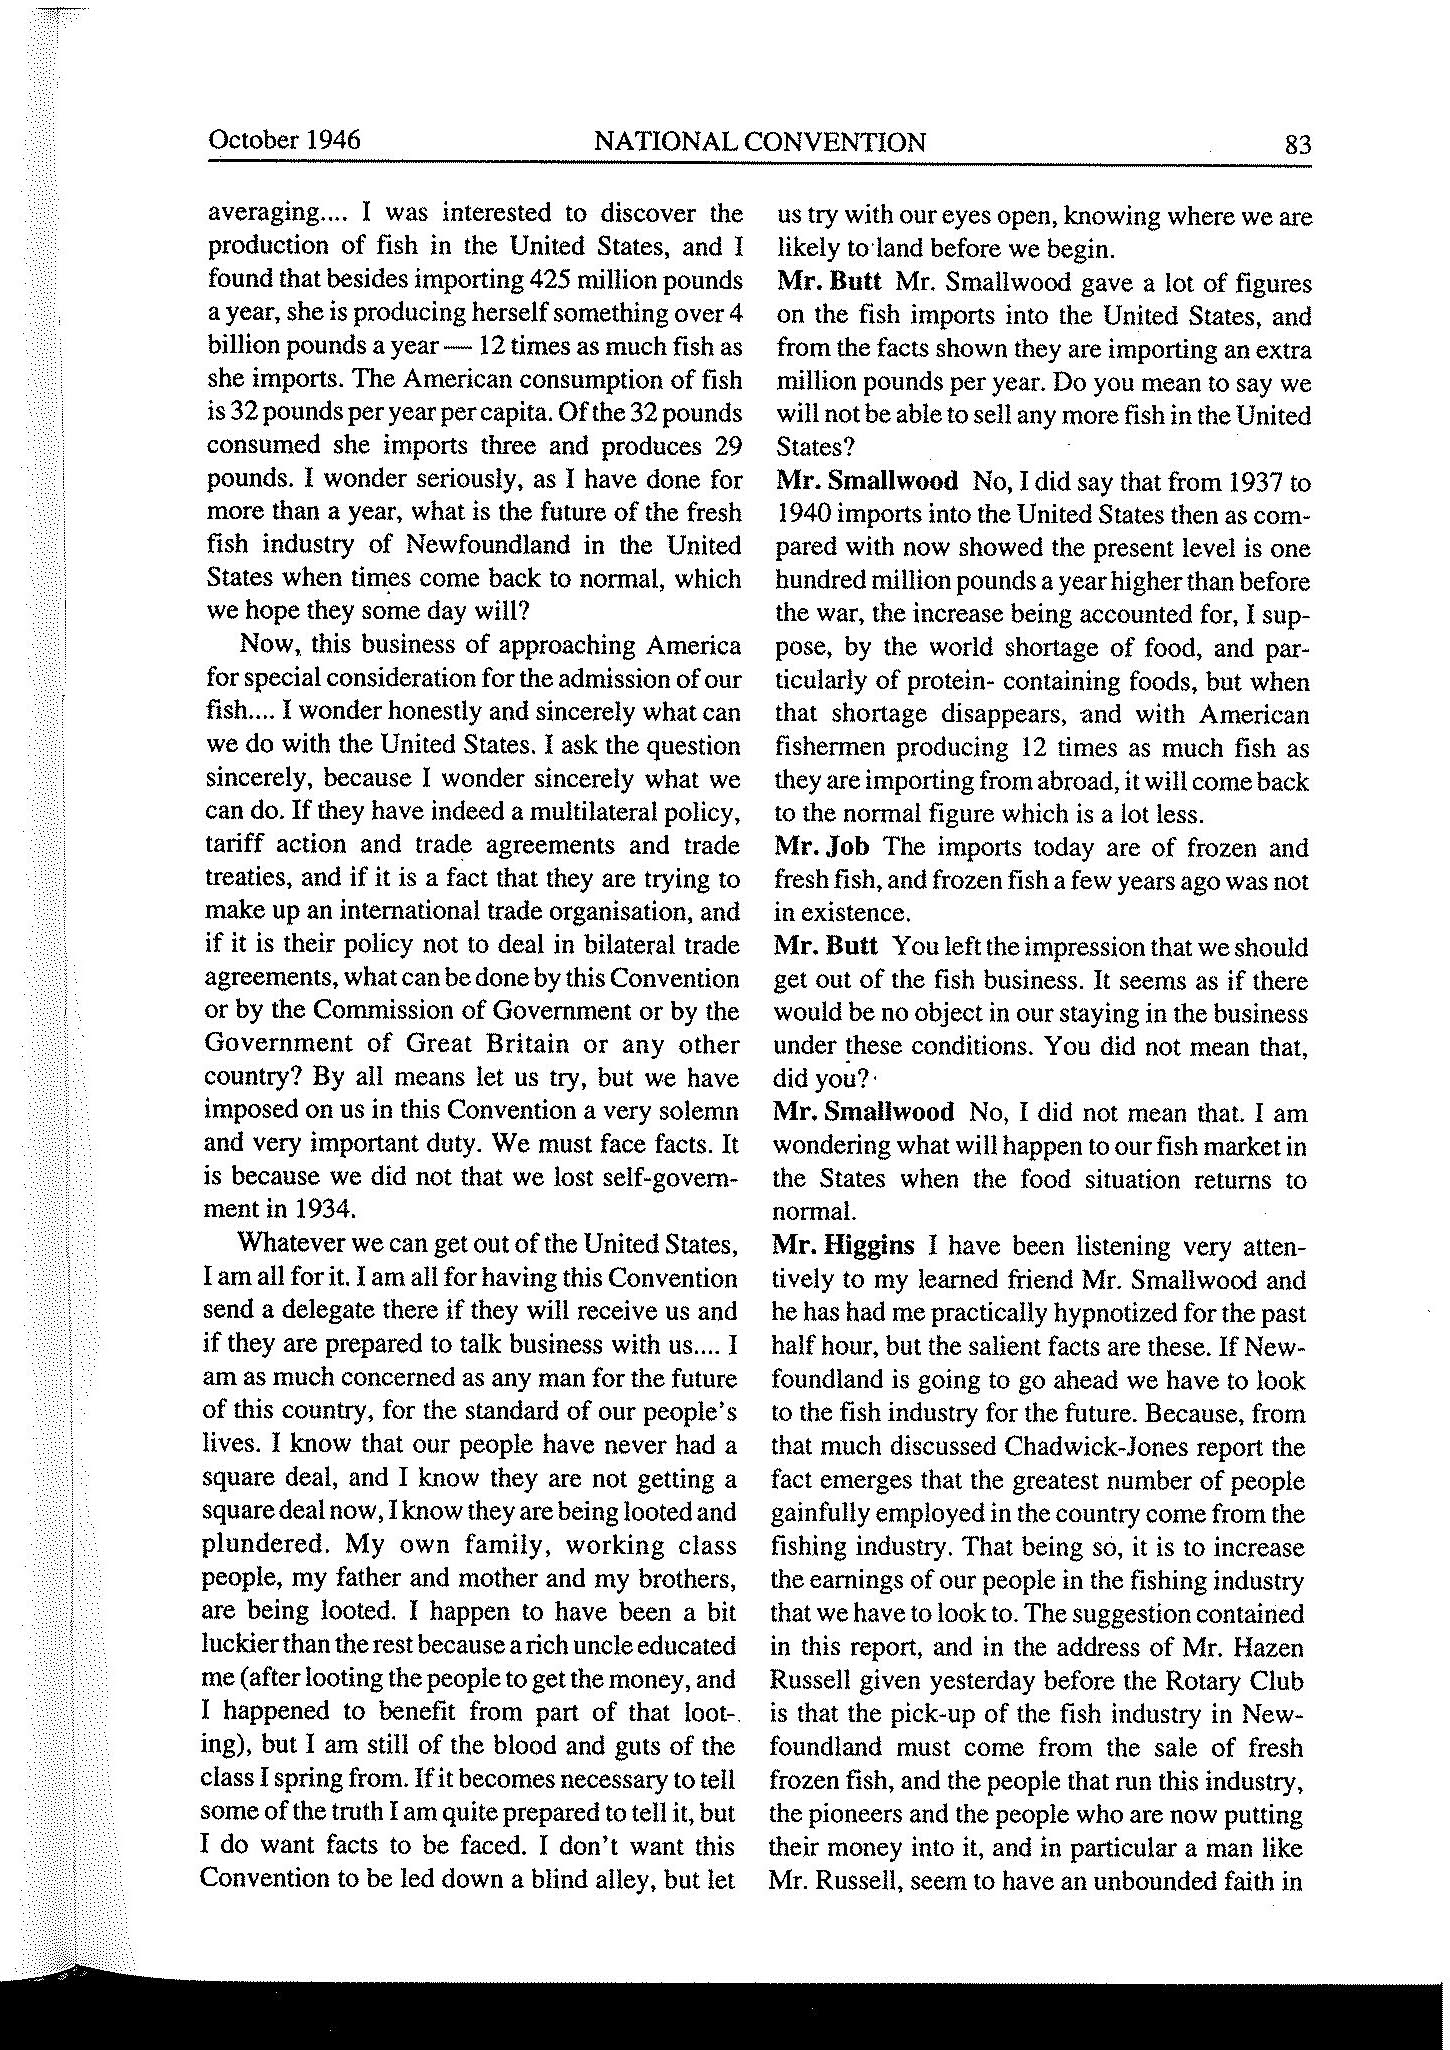 October 1946
NATIONAL CONVENTION
83
averaging.... I was interested to discover the
production of fish in the United States, and I
found that besides importing 425 million pounds
a year, she is producing herself something over 4
billion pounds a year — 12 times as much fish as
she imports. The American consumption of fish
is 32 pounds per year per capita. Of the 32 pounds
consumed she imports three and produces 29
pounds. I wonder seriously, as I have done for
more than a year, what is the future of the fresh
fish industry of Newfoundland in the United
States when times come back to normal, which
we hope they some day will?
Now, this business of approaching America
for special consideration for the admission of our
fish.... I wonder honestly and sincerely what can
we do with the United States. I ask the question
sincerely, because I wonder sincerely what we
can do. If they have indeed a multilateral policy,
tariff action and trade agreements and trade
treaties, and if it is a fact that they are trying to
make up an international trade organisation, and
if it is their policy not to deal in bilateral trade
agreements, what can be done by this Convention
or by the Commission of Government or by the
Government of Great Britain or any other
country? By all means let us try, but we have
imposed on us in this Convention a very solemn
and very important duty. We must face facts. It
is because we did not that we lost self-govern-
ment in 1934.
Whatever we can get out of the United States,
I am all for it. I am all for having this Convention
send a delegate there if they will receive us and
if they are prepared to talk business with us.... I
am as much concerned as any man for the future
of this country, for the standard of our people's
lives. I know that our people have never had a
square deal, and I know they are not getting a
square deal now, I know they are being looted and
plundered. My own family, working class
people, my father and mother and my brothers,
are being looted. I happen to have been a bit
luckier than the rest because a rich uncle educated
me (after looting the people to get the money, and
I happened to benefit from part of that loot-
ing), but I am still of the blood and guts of the
class I spring from. If it becomes necessary to tell
some of the truth I am quite prepared to tell it, but
I do want facts to be faced. I don't want this
Convention to be led down a blind alley, but let
us try with our eyes open, knowing where we are
likely to land before we begin.
Mr. Butt Mr. Smallwood gave a lot of figures
on the fish imports into the United States, and
from the facts shown they are importing an extra
million pounds per year. Do you mean to say we
will not be able to sell any more fish in the United
States?
Mr. Smallwood No, I did say that from 1937 to
1940 imports into the United States then as com-
pared with now showed the present level is one
hundred million pounds a year higher than before
the war, the increase being accounted for, I sup-
pose, by the world shortage of food, and par-
ticularly of protein- containing foods, but when
that shortage disappears, and with American
fishermen producing 12 times as much fish as
they are importing from abroad, it will come back
to the normal figure which is a lot less.
Mr. Job The imports today are of frozen and
fresh fish, and frozen fish a few years ago was not
in existence.
Mr. Butt You left the impression that we should
get out of the fish business. It seems as if there
would be no object in our staying in the business
under these conditions. You did not mean that,
did you?
Mr. Smallwood No, I did not mean that. I am
wondering what will happen to our fish market in
the States when the food situation returns to
normal.
Mr. Higgins I have been listening very atten-
tively to my learned friend Mr. Smallwood and
he has had me practically hypnotized for the past
half hour, but the salient facts are these. If New-
foundland is going to go ahead we have to look
to the fish industry for the future. Because, from
that much discussed Chadwick-Jones report the
fact emerges that the greatest number of people
gainfully employed in the country come from the
fishing industry. That being so, it is to increase
the earnings of our people in the fishing industry
that we have to look to. The suggestion contained
in this report, and in the address of Mr. Hazen
Russell given yesterday before the Rotary Club
is that the pick-up of the fish industry in New-
foundland must come from the sale of fresh
frozen fish, and the people that run this industry,
the pioneers and the people who are now putting
their money into it, and in particular a man like
Mr. Russell, seem to have an unbounded faith in